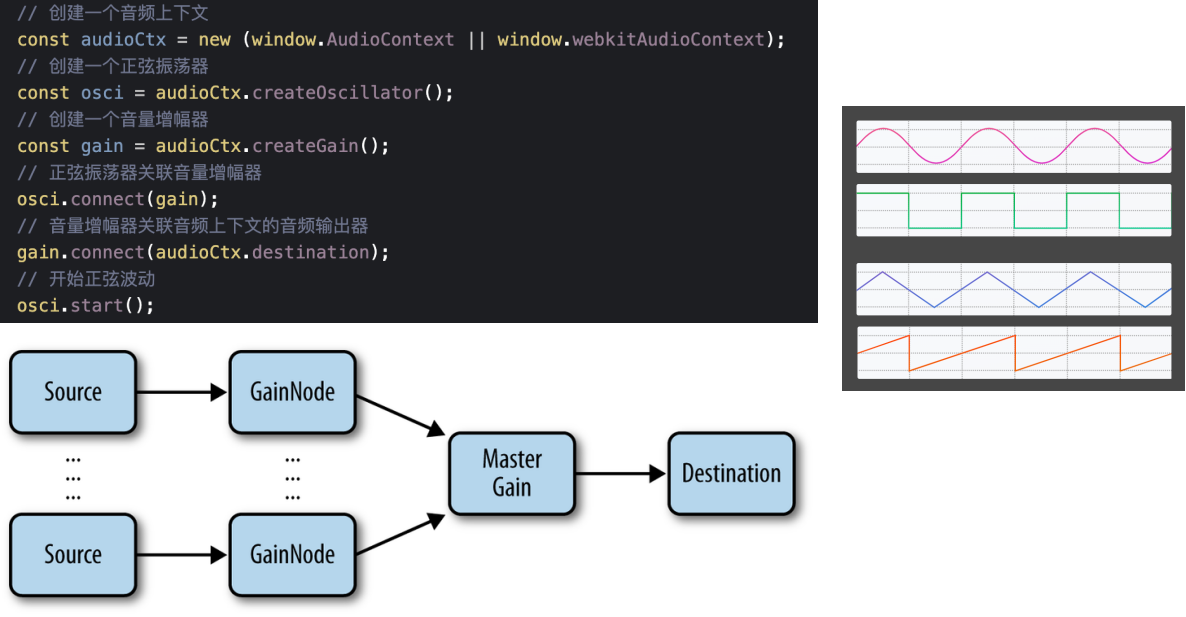 // 创建一个音频上下文
const audioCtx = new (window.AudioContext || window.webkitAudioContext);
// 创建一个正弦振荡器
const osci = audioCtx.createOscillator();
// 创建一个音量增幅器
const gain = audioCtx.createGain();
// 正弦振荡器关联音量增幅器
osci.connect(gain);
// 音量增幅器关联音频上下文的音频输出器
gain.connect(audioCtx.destination);
// 开始正弦波动
osci.start();
Source
GainNode
...
...
...
...
...
...
Master
Gain
Destination
Source
GainNode